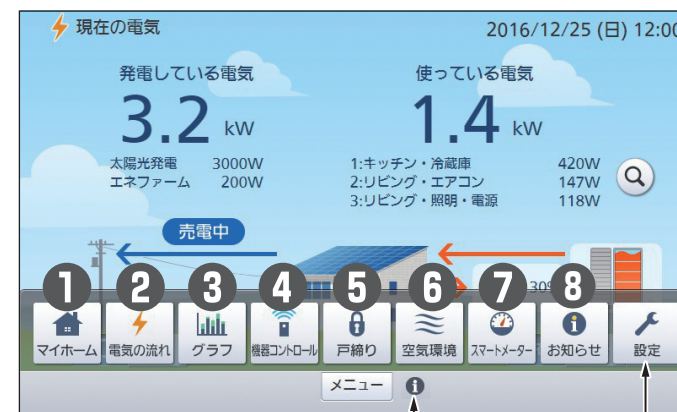 現在の電気
2016/12/25 (日) 12:00
発電している電気
3.2 kW
太陽光発電 3000W
エネファーム 200W
使っている電気
1.4 kW
1:キッチン・冷蔵庫 420W
2:リビング・エアコン 147W
3:リビング・照明・電源 118W
売電中
30
1 2 3 4 5 6 7 8
マイホーム 電気の流れ グラフ 機器コントロール 戸締り 空気環境 スマートメーター お知らせ 設定
メニュー